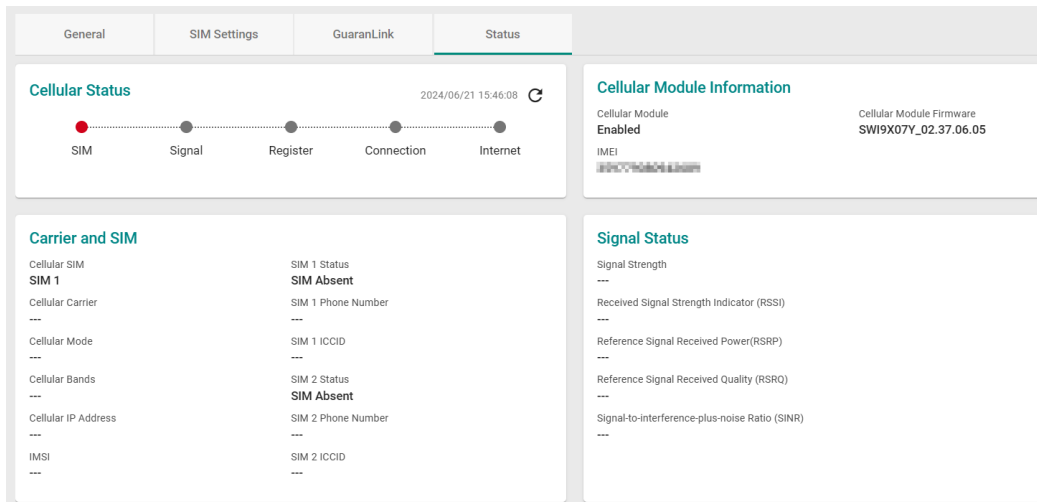 General SIM Settings GuaranLink Status
Cellular Status
2024/06/21 15:46:08
SIM Signal Register Connection Internet
Cellular Module Information
Cellular Module Cellular Module Firmware
Enabled SWI9X07Y_02.37.06.05
IMEI
Carrier and SIM
Cellular SIM SIM 1 Status
SIM 1 SIM Absent
Cellular Carrier SIM 1 Phone Number
--- ---
Cellular Mode SIM 1 ICCID
--- ---
Cellular Bands SIM 2 Status
--- SIM Absent
Cellular IP Address SIM 2 Phone Number
--- ---
IMSI SIM 2 ICCID
--- ---
Signal Status
Signal Strength
---
Received Signal Strength Indicator (RSSI)
---
Reference Signal Received Power(RSRP)
---
Reference Signal Received Quality (RSRQ)
---
Signal-to-interference-plus-noise Ratio (SINR)
---